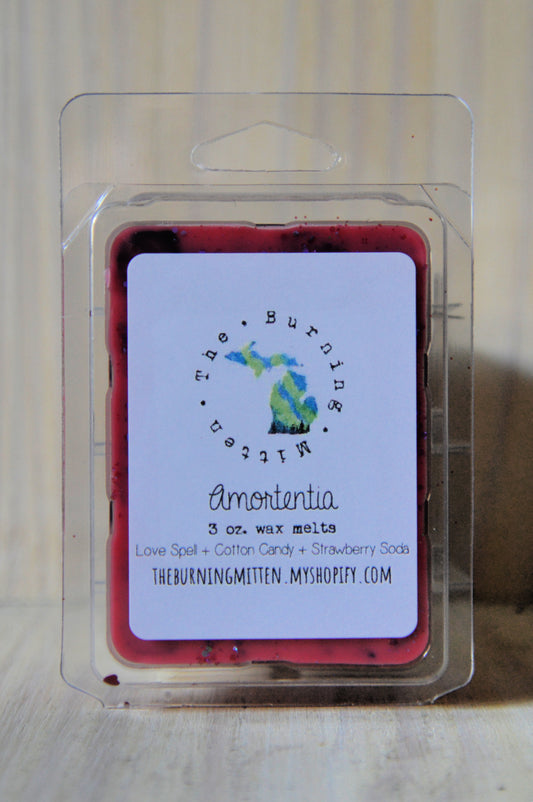 The • Burning • Mitten •
Amortentia
3 oz. wax melts
Love Spell + Cotton Candy + Strawberry Soda
THEBURNINGMITTEN.MYSHOPIFY.COM